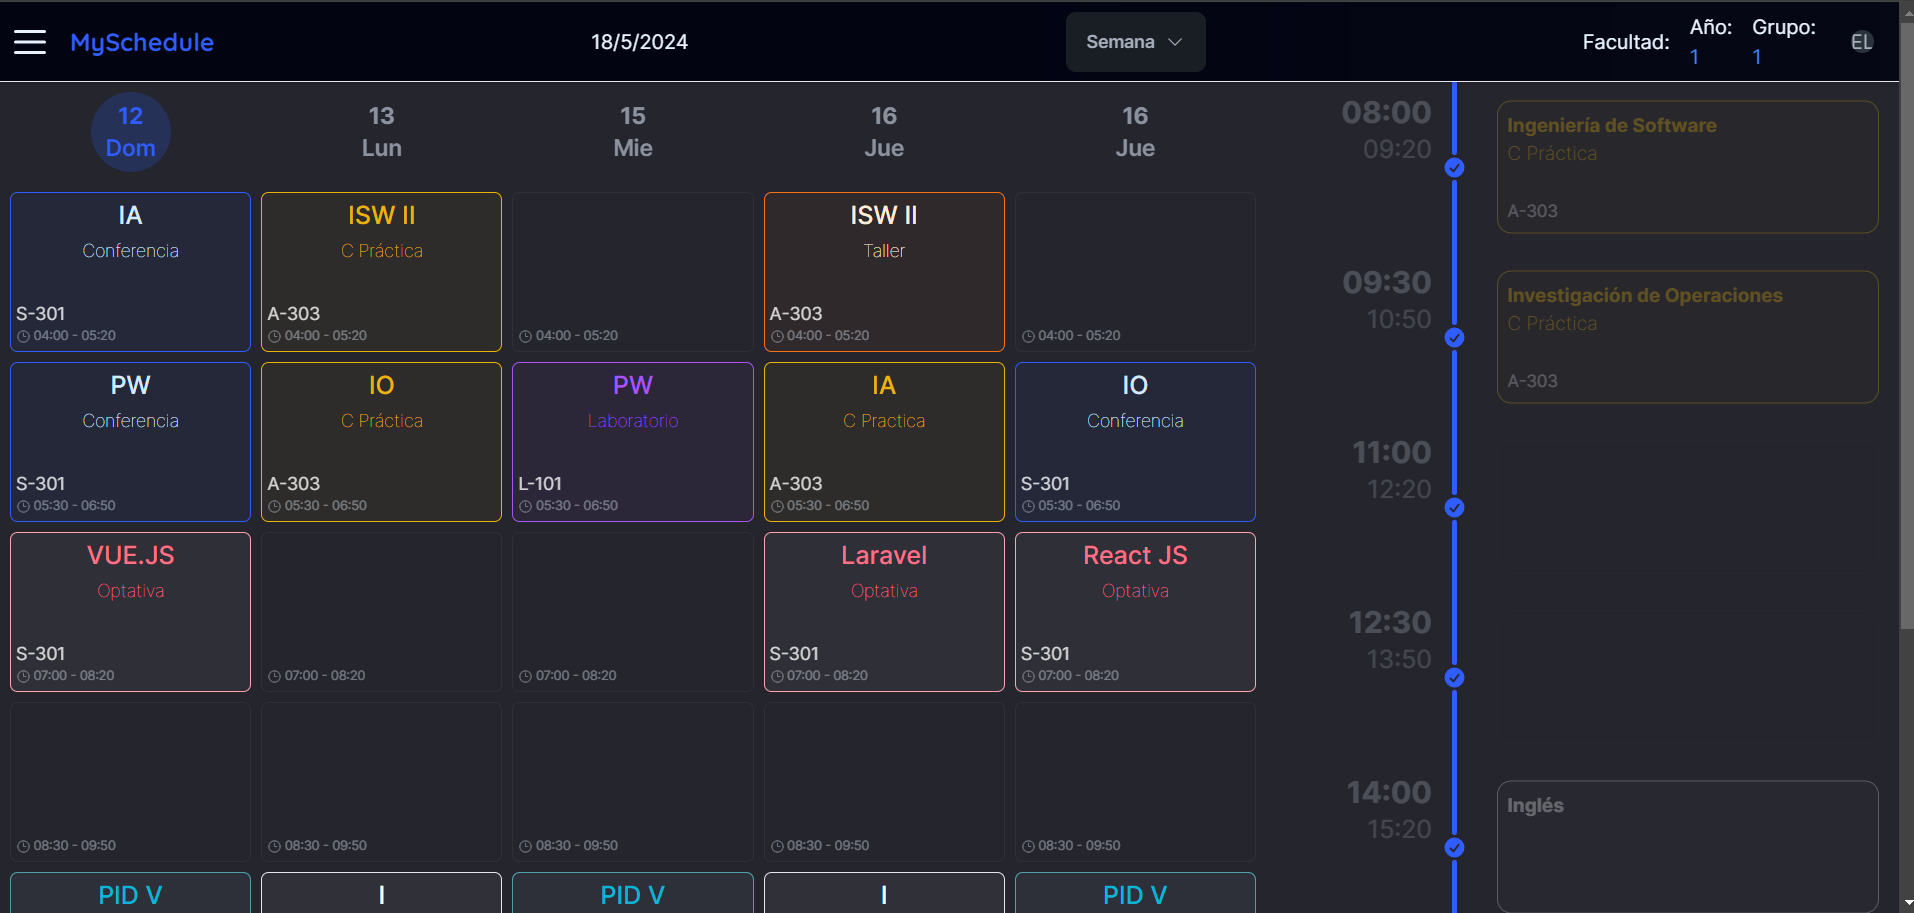 MySchedule
18/5/2024
Semana
Facultad:
Año:
1
Grupo:
1
EL
12
Dom
13
Lun
15
Mie
16
Jue
16
Jue
IA
Conferencia
S-301
04:00 - 05:20
ISW II
C Práctica
A-303
04:00 - 05:20
04:00 - 05:20
ISW II
Taller
A-303
04:00 - 05:20
04:00 - 05:20
PW
Conferencia
S-301
05:30 - 06:50
IO
C Práctica
A-303
05:30 - 06:50
PW
Laboratorio
L-101
05:30 - 06:50
IA
C Practica
A-303
05:30 - 06:50
IO
Conferencia
S-301
05:30 - 06:50
VUE.JS
Optativa
S-301
07:00 - 08:20
07:00 - 08:20
07:00 - 08:20
Laravel
Optativa
S-301
07:00 - 08:20
React JS
Optativa
S-301
07:00 - 08:20
08:30 - 09:50
08:30 - 09:50
08:30 - 09:50
08:30 - 09:50
08:30 - 09:50
PID V
I
PID V
I
PID V
08:00
09:20
Ingeniería de Software
C Práctica
A-303
09:30
10:50
Investigación de Operaciones
C Práctica
A-303
11:00
12:20
12:30
13:50
14:00
15:20
Inglés